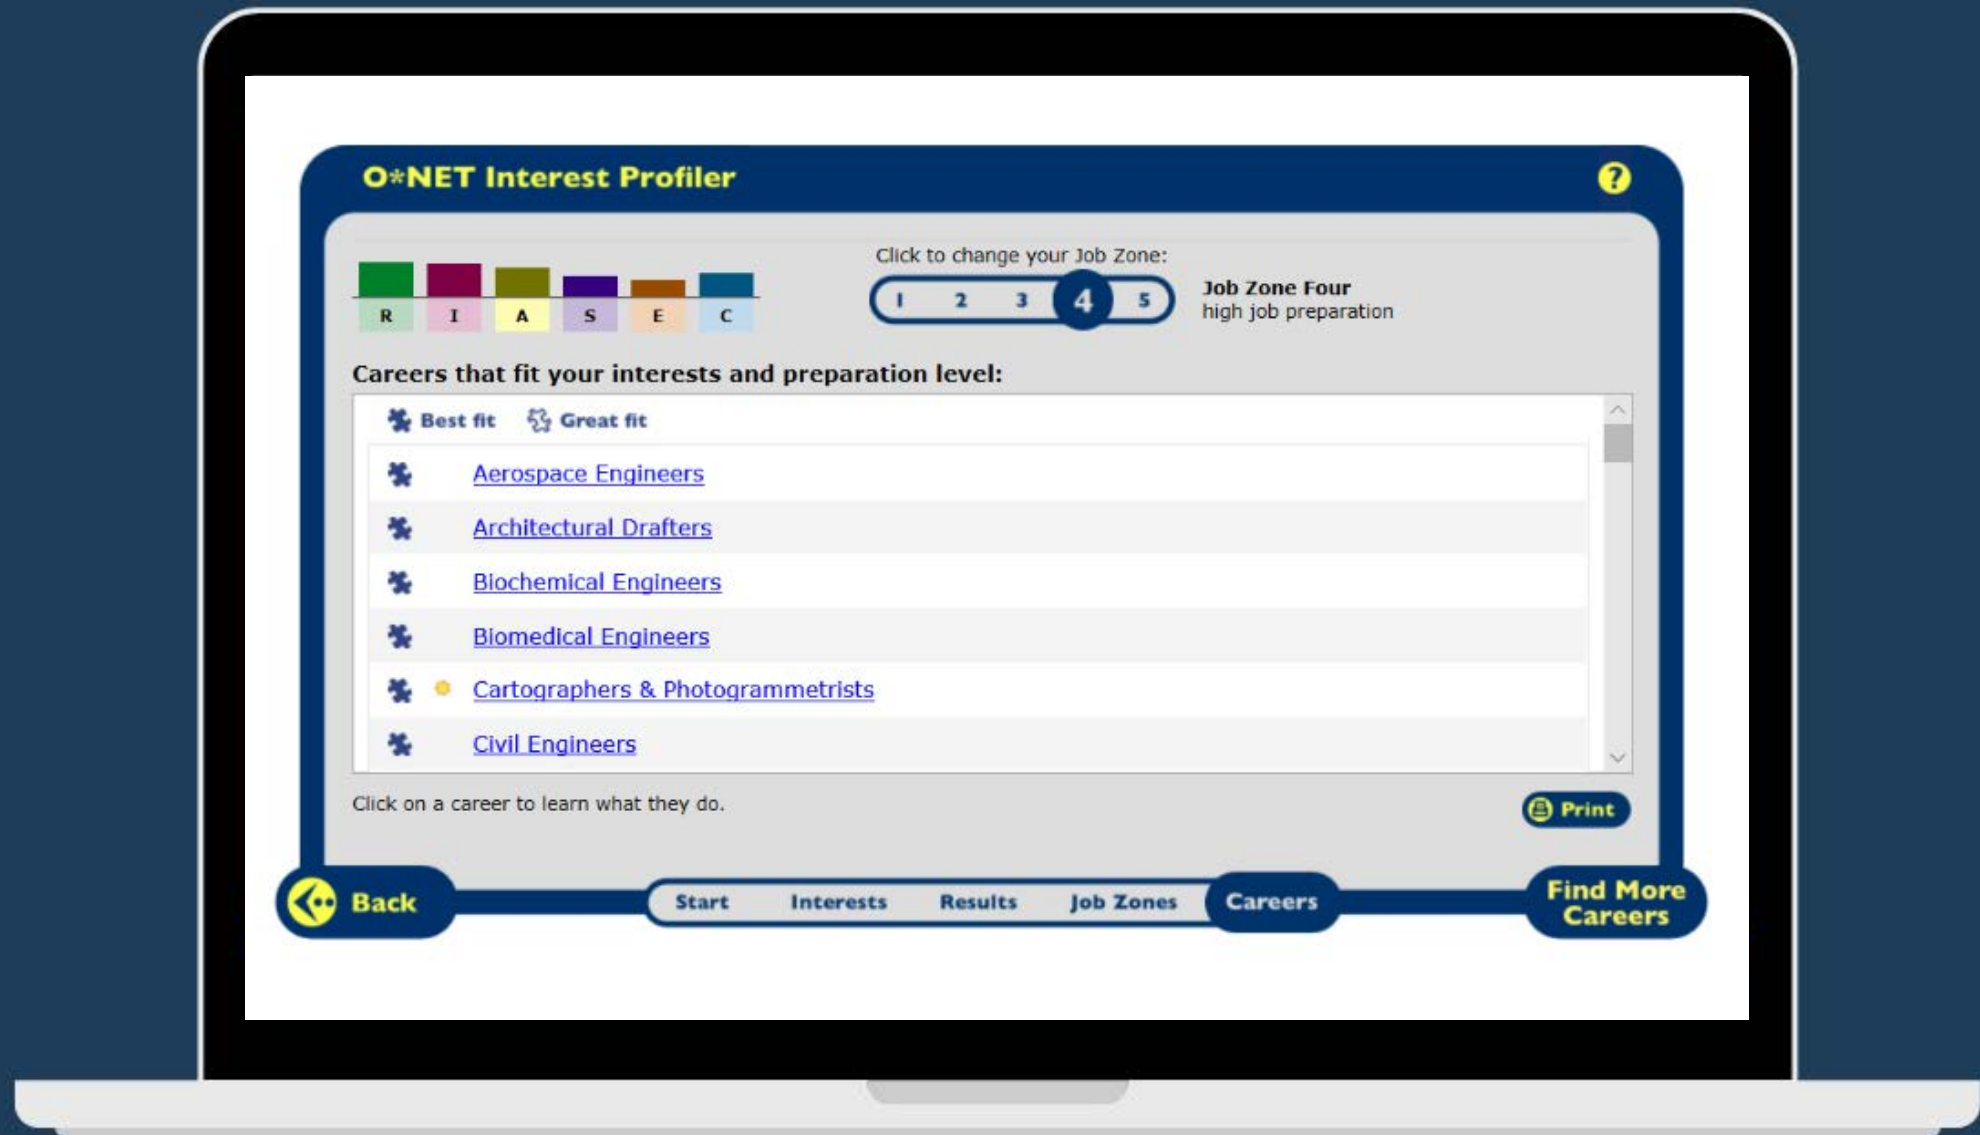 O*NET Interest Profiler
?
Click to change your Job Zone:
R I A S E C
1 2 3 4 5
Job Zone Four
high job preparation
Careers that fit your interests and preparation level:
Best fit Great fit
Aerospace Engineers
Architectural Drafters
Biochemical Engineers
Biomedical Engineers
Cartographers & Photogrammetrists
Civil Engineers
Click on a career to learn what they do.
Print
Back
Start Interests Results Job Zones Careers
Find More
Careers